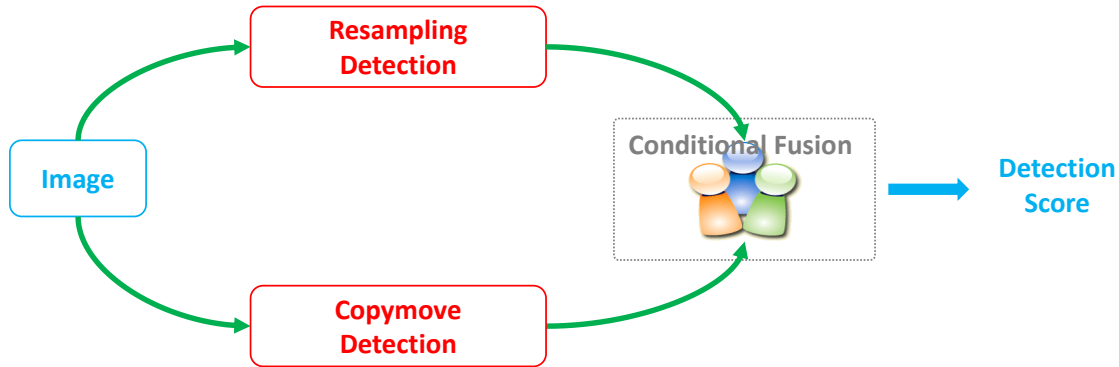 Resampling
Detection
Image
Conditional Fusion
Detection
Score
Copymove
Detection